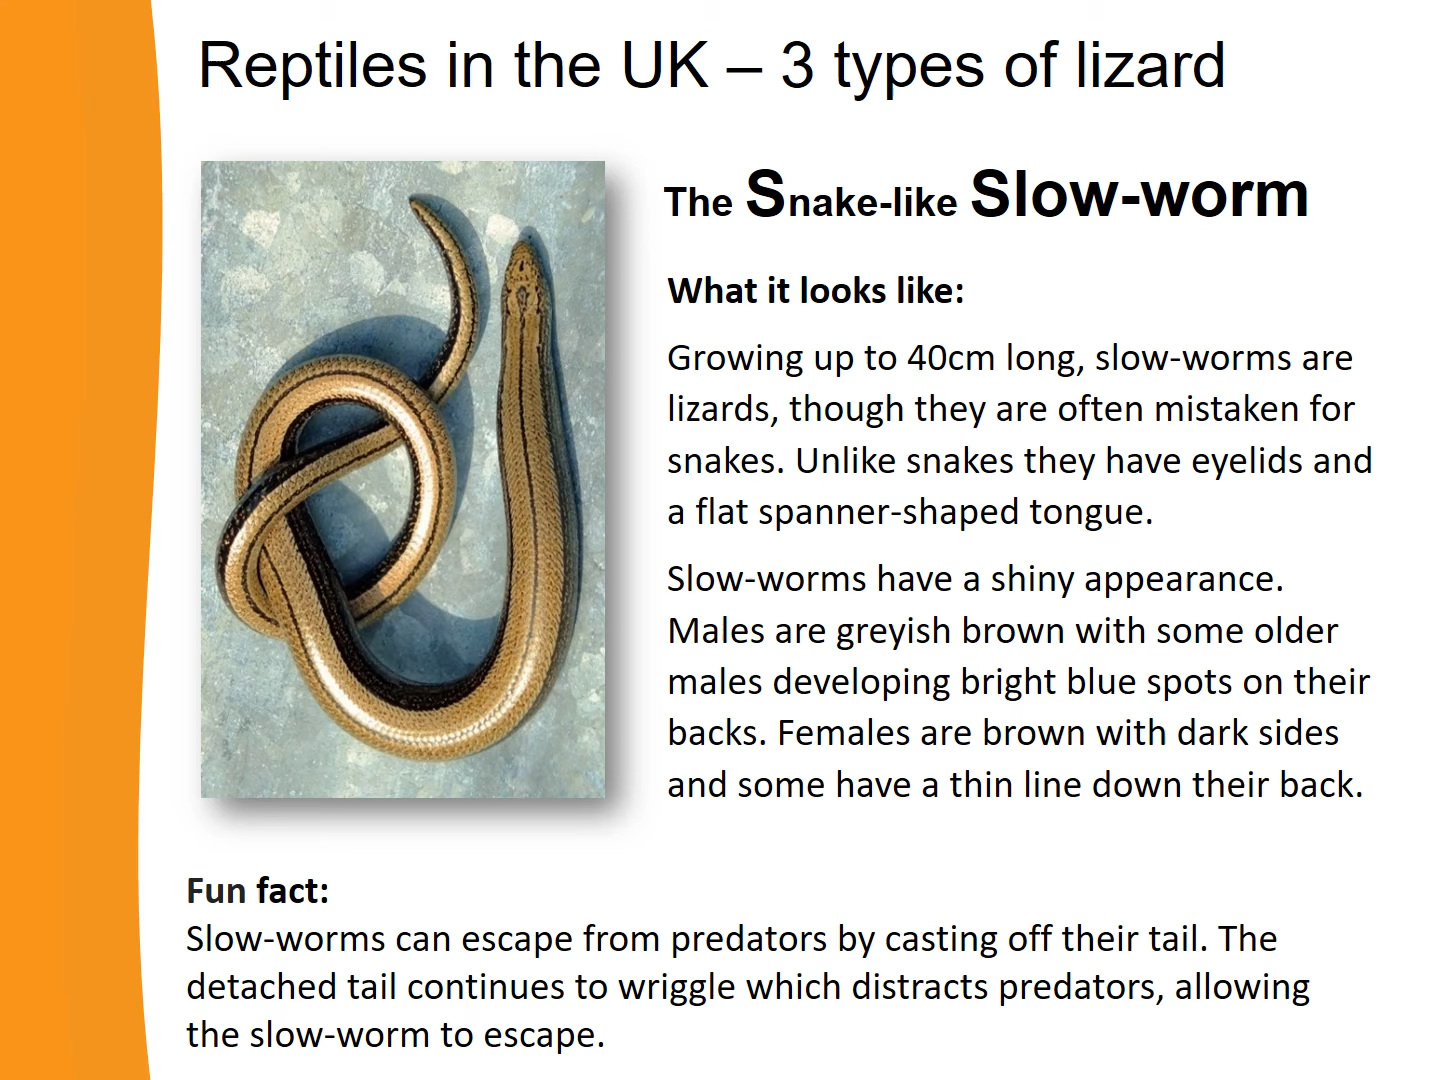 Reptiles in the UK – 3 types of lizard
The Snake-like Slow-worm
What it looks like:
Growing up to 40cm long, slow-worms are
lizards, though they are often mistaken for
snakes. Unlike snakes they have eyelids and
a flat spanner-shaped tongue.
Slow-worms have a shiny appearance.
Males are greyish brown with some older
males developing bright blue spots on their
backs. Females are brown with dark sides
and some have a thin line down their back.
Fun fact:
Slow-worms can escape from predators by casting off their tail. The
detached tail continues to wriggle which distracts predators, allowing
the slow-worm to escape.